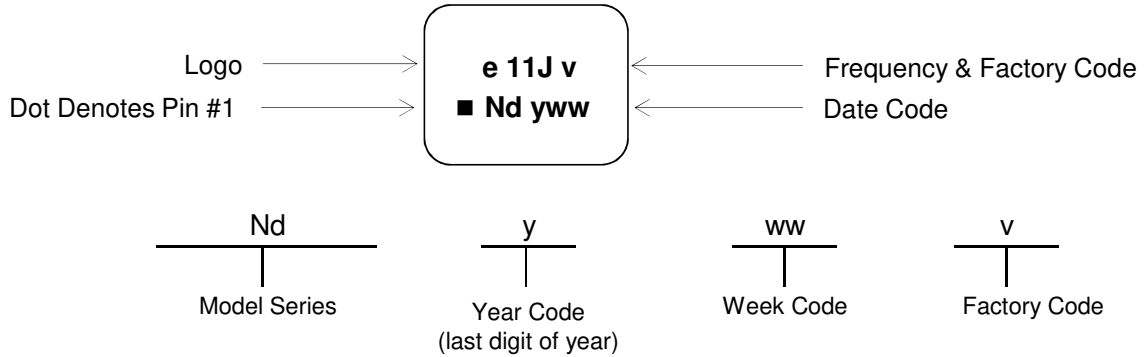 Logo
e 11J v
Frequency & Factory Code
Dot Denotes Pin #1
■ Nd yww
Date Code
Nd
y
ww
v
Model Series
Year Code
(last digit of year)
Week Code
Factory Code